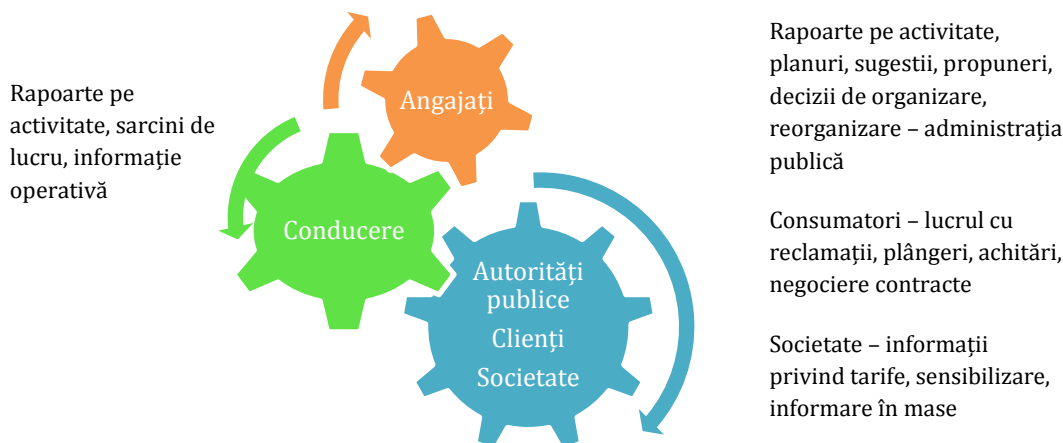 Rapoarte pe
activitate, sarcini de
lucru, informație
operativă
Angajați
Conducere
Autorități
publice
Clienți
Societate
Rapoarte pe activitate,
planuri, sugestii, propuneri,
decizii de organizare,
reorganizare – administrația
publică
Consumatori – lucrul cu
reclamații, plângeri, achitări,
negociere contracte
Societate – informații
privind tarife, sensibilizare,
informare în mase